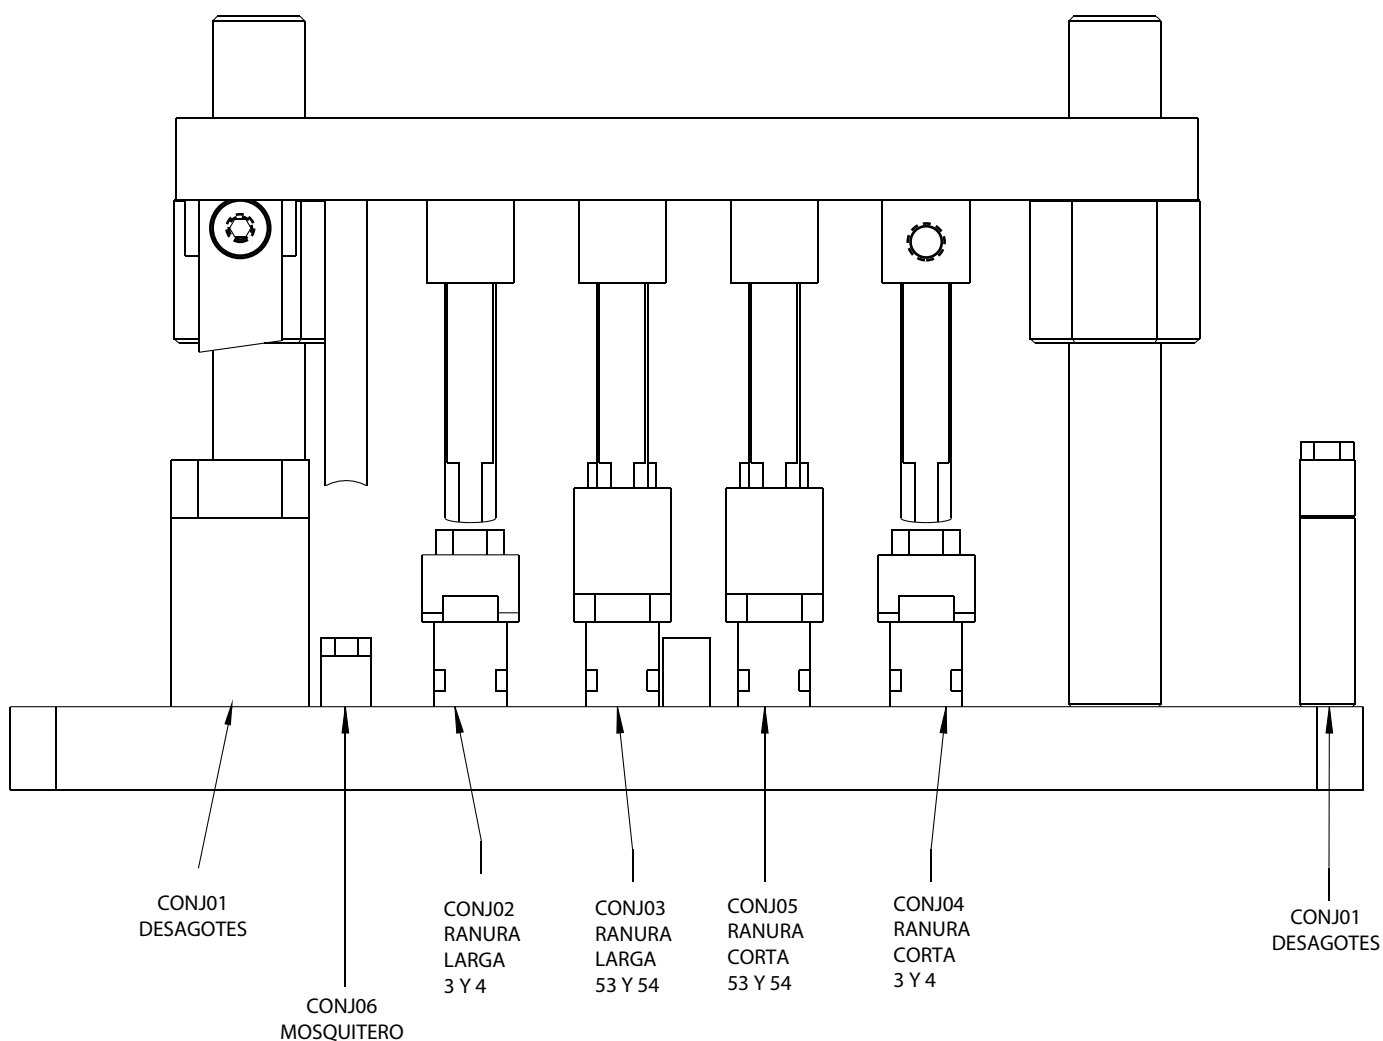 CONJ01
DESAGOTES
CONJ06
MOSQUITERO
CONJ02
RANURA
LARGA
3 Y 4
CONJ03
RANURA
LARGA
53 Y 54
CONJ05
RANURA
CORTA
53 Y 54
CONJ04
RANURA
CORTA
3 Y 4
CONJ01
DESAGOTES